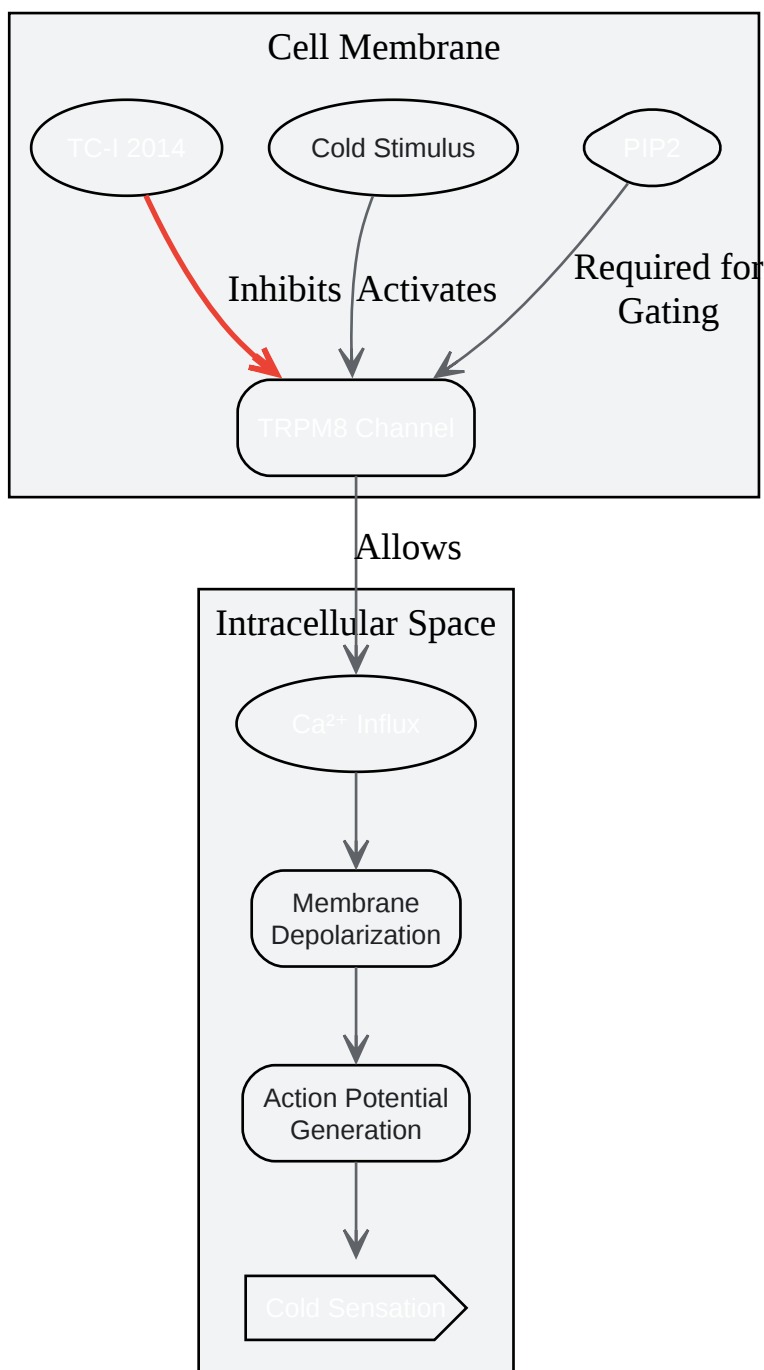 Cell Membrane
TC-I 2014
Cold Stimulus
PIP2
Inhibits
Activates
Required for
Gating
TRPM8 Channel
Allows
Intracellular Space
Ca²⁺ Influx
Membrane
Depolarization
Action Potential
Generation
Cold Sensation